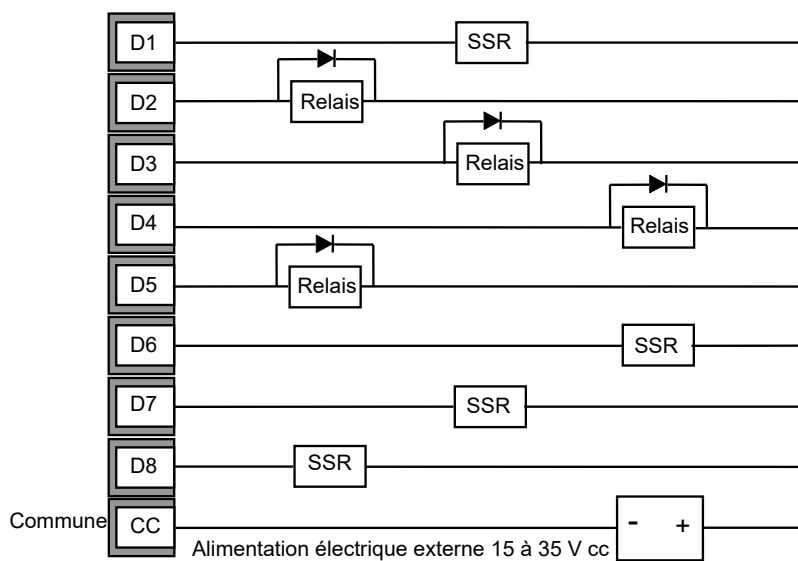 D1 SSR
D2 Relais
D3 Relais
D4 Relais
D5 Relais
D6 SSR
D7 SSR
D8 SSR
Commune CC - +
Alimentation électrique externe 15 à 35 V cc